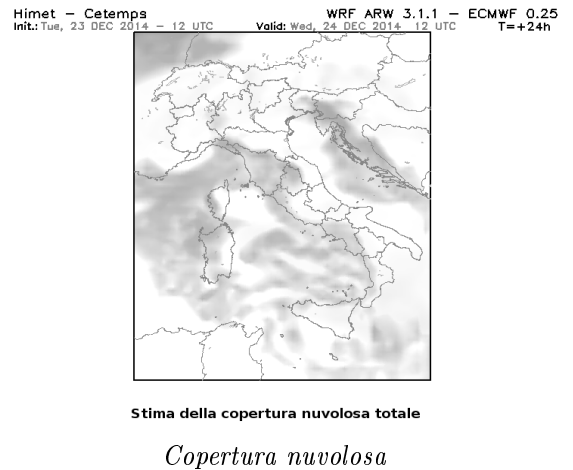 Himet – Cetemps WRF ARW 3.1.1 – ECMWF 0.25
Init.: Tue, 23 DEC 2014 – 12 UTC Valid: Wed, 24 DEC 2014 12 UTC T=+24h
Stima della copertura nuvolosa totale
Copertura nuvolosa